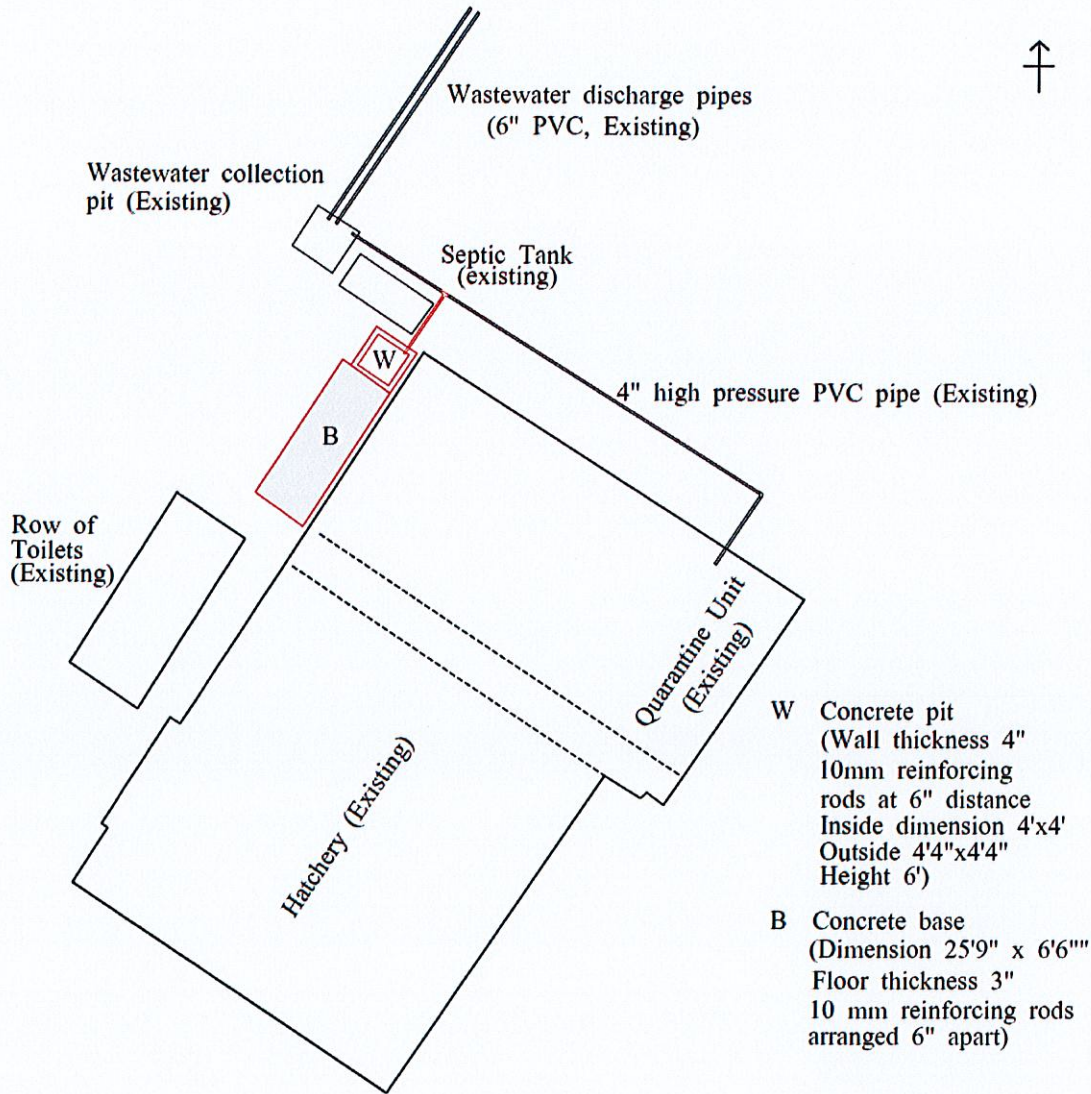 Wastewater discharge pipes
(6" PVC, Existing)
Wastewater collection
pit (Existing)
Septic Tank
(existing)
W
4" high pressure PVC pipe (Existing)
B
Row of
Toilets
(Existing)
Quarantine Unit
(Existing)
Hatchery (Existing)
W Concrete pit
(Wall thickness 4"
10mm reinforcing
rods at 6" distance
Inside dimension 4'x4'
Outside 4'4"x4'4"
Height 6')
B Concrete base
(Dimension 25'9" x 6'6""
Floor thickness 3"
10 mm reinforcing rods
arranged 6" apart)